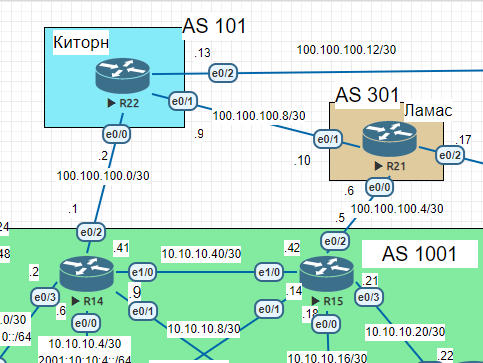 AS 101
Киторн
.13
100.100.100.12/30
e0/2
R22
e0/1
AS 301
Ламас
100.100.100.8/30
.9
e0/0
e0/1
.17
R21
e0/2
.2
.10
100.100.100.0/30
.6
e0/0
100.100.100.4/30
.1
.5
24
e0/2
e0/2
48
.41
10.10.10.40/30
.42
AS 1001
.2
e1/0
e1/0
R14
R15
.21
e0/3
.9
.14
e0/3
.6
e0/1
e0/1
.18
.0/30
e0/0
10.10.10.8/30
e0/0
10.10.10.20/30
0::/64
10.10.10.4/30
10.10.10.16/30
.22
2001:10:10:4::/64